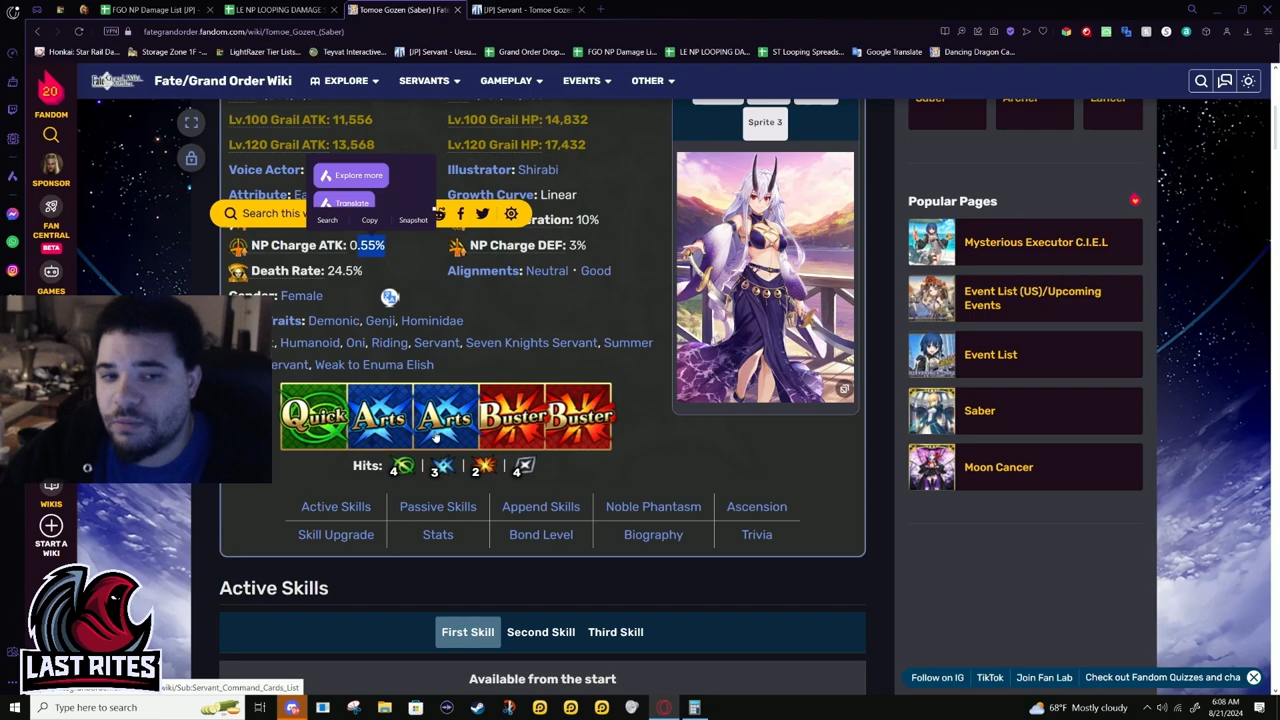 FGO NP Damage List [JP]
LE NP LOOPING DAMAGE
Tomoe Gozen (Saber) | Fat
[JP] Servant - Tomoe Gozen
VPN
fategrandorder.fandom.com/wiki/Tomoe_Gozen_(Saber)
Honkai: Star Rail Da...
Storage Zone 1F -...
LightRazer Tier Lists...
Teyvat Interactive...
[JP] Servant - Uesu...
Grand Order Drop...
FGO NP Damage Li...
LE NP LOOPING DA...
ST Looping Spreads...
Google Translate
Dancing Dragon Ca...
20
FANDOM
SPONSOR
FAN
CENTRAL
BETA
GAMES
WIKIS
START A
WIKI
Fate/Grand Order Wiki
EXPLORE
SERVANTS
GAMEPLAY
EVENTS
OTHER
Lv.100 Grail ATK: 11,556
Lv.100 Grail HP: 14,832
Lv.120 Grail ATK: 13,568
Lv.120 Grail HP: 17,432
Voice Actor:
Illustrator: Shirabi
Attribute: Ea
Growth Curve: Linear
Explore more
Translate
Search
Copy
Snapshot
Search this w
ration: 10%
NP Charge ATK: 0.55%
NP Charge DEF: 3%
Death Rate: 24.5%
Alignments: Neutral・Good
Gender: Female
raits: Demonic, Genji, Hominidae
, Humanoid, Oni, Riding, Servant, Seven Knights Servant, Summer
ervant, Weak to Enuma Elish
Quick Arts Arts Buster Buster
Hits: 4 | 3 | 2 | 4
Active Skills
Passive Skills
Append Skills
Noble Phantasm
Ascension
Skill Upgrade
Stats
Bond Level
Biography
Trivia
Active Skills
First Skill
Second Skill
Third Skill
Available from the start
Sprite 3
Saber
Archer
Lancer
Popular Pages
Mysterious Executor C.I.E.L
Event List (US)/Upcoming
Events
Event List
Saber
Moon Cancer
LAST RITES
wiki/Sub:Servant_Command_Cards_List
Follow on IG
TikTok
Join Fan Lab
Check out Fandom Quizzes and cha
Type here to search
68°F Mostly cloudy
6:08 AM
8/21/2024